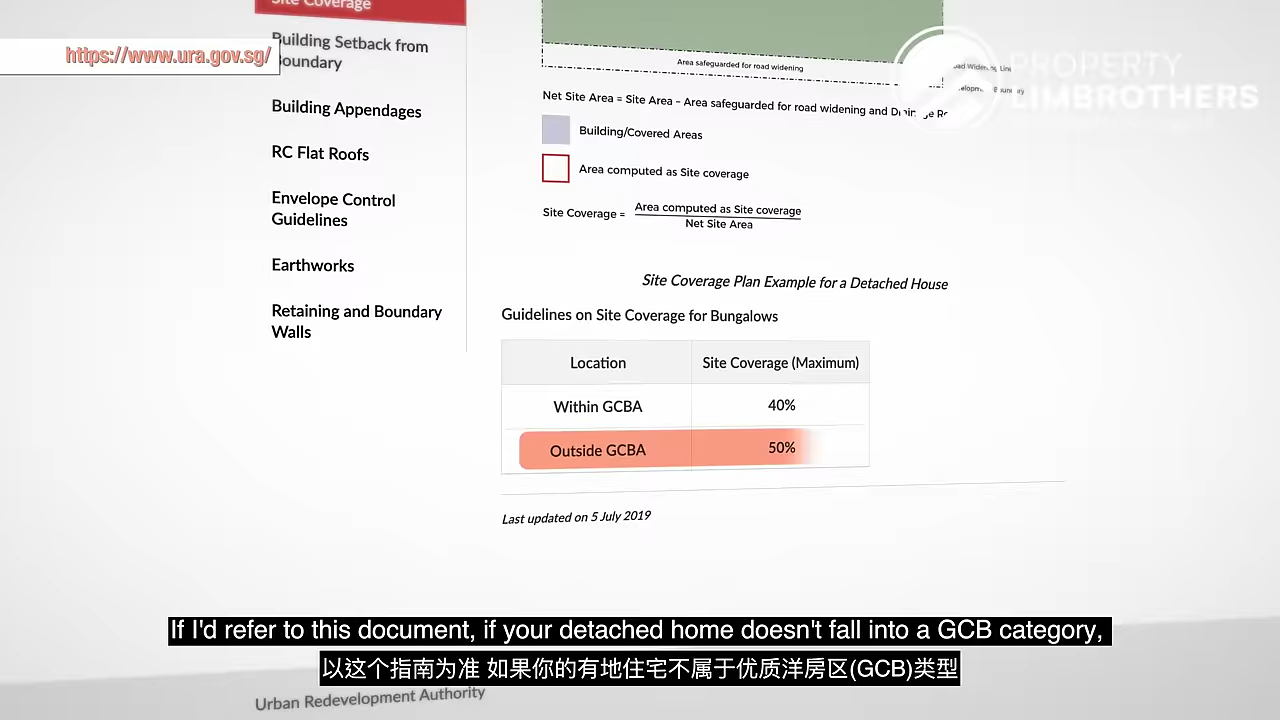 Site Coverage
https://www.ura.gov.sg/
Building Setback from
Boundary
Building Appendages
RC Flat Roofs
Envelope Control
Guidelines
Earthworks
Retaining and Boundary
Walls
Area safeguarded for road widening
PROPERTY
LIMBROTHERS
Net Site Area = Site Area – Area safeguarded for road widening and
Building/Covered Areas
Area computed as Site coverage
Site Coverage =
Area computed as Site coverage
Net Site Area
Site Coverage Plan Example for a Detached House
Guidelines on Site Coverage for Bungalows
Location Site Coverage (Maximum)
Within GCBA 40%
Outside GCBA 50%
Last updated on 5 July 2019
If I'd refer to this document, if your detached home doesn't fall into a GCB category,
以这个指南为准 如果你的有地住宅不属于优质洋房区(GCB)类型
Urban Redevelopment Authority